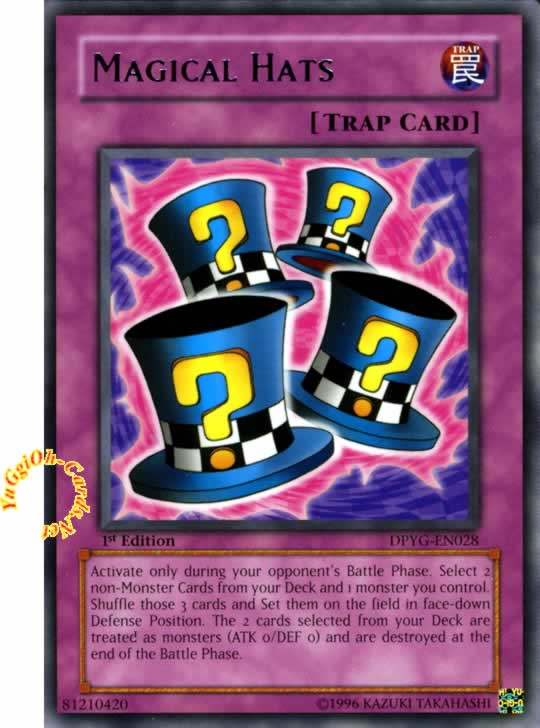 MAGICAL HATS
TRAP
罠
[TRAP CARD]
?
?
?
?
YuGgiOh-Cards.Net
1st Edition
DPYG-EN028
Activate only during your opponent's Battle Phase. Select 2
non-Monster Cards from your Deck and 1 monster you control.
Shuffle those 3 cards and Set them on the field in face-down
Defense Position. The 2 cards selected from your Deck are
treated as monsters (ATK 0/DEF 0) and are destroyed at the
end of the Battle Phase.
81210420
©1996 KAZUKI TAKAHASHI